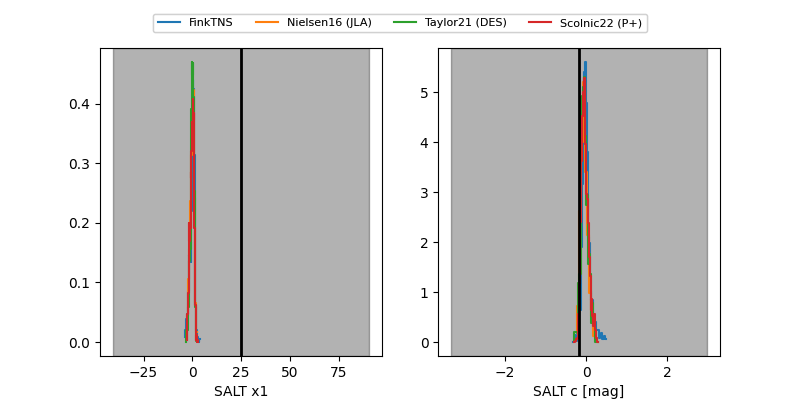 FinkTNS Nielsen16 (JLA) Taylor21 (DES) Scolnic22 (P+)
0.4
0.3
0.2
0.1
0.0
−25 0 25 50 75
SALT x1
5
4
3
2
1
0
−2 0 2
SALT c [mag]